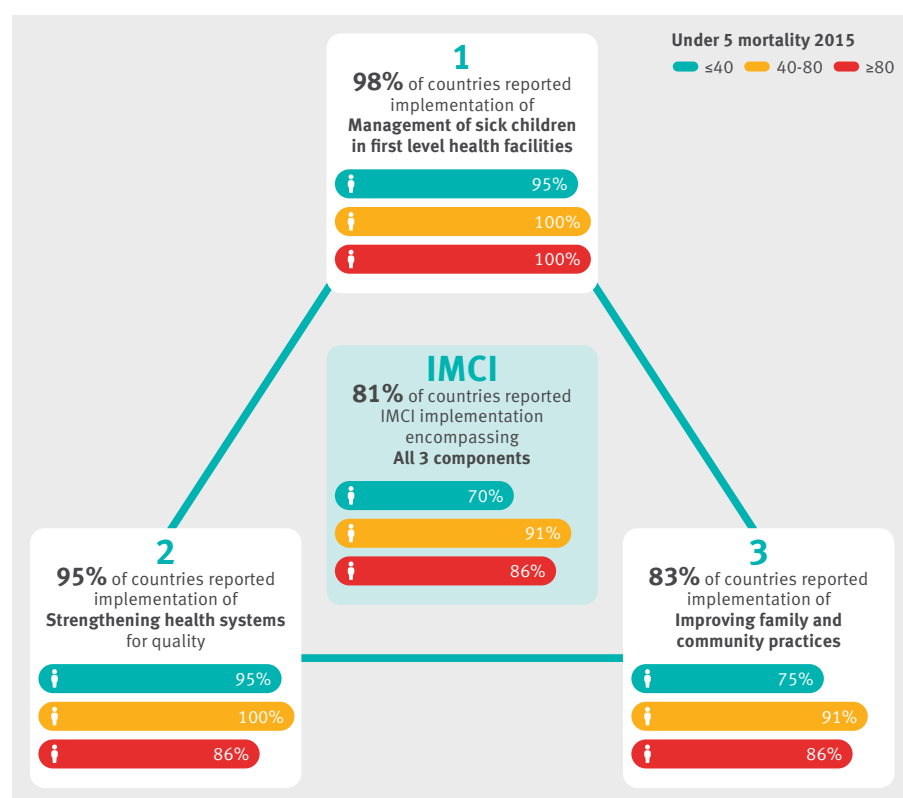 Under 5 mortality 2015
≤40 40-80 ≥80
1
98% of countries reported
implementation of
Management of sick children
in first level health facilities
95%
100%
100%
IMCI
81% of countries reported
IMCI implementation
encompassing
All 3 components
70%
91%
86%
2
95% of countries reported
implementation of
Strengthening health systems
for quality
95%
100%
86%
3
83% of countries reported
implementation of
Improving family and
community practices
75%
91%
86%